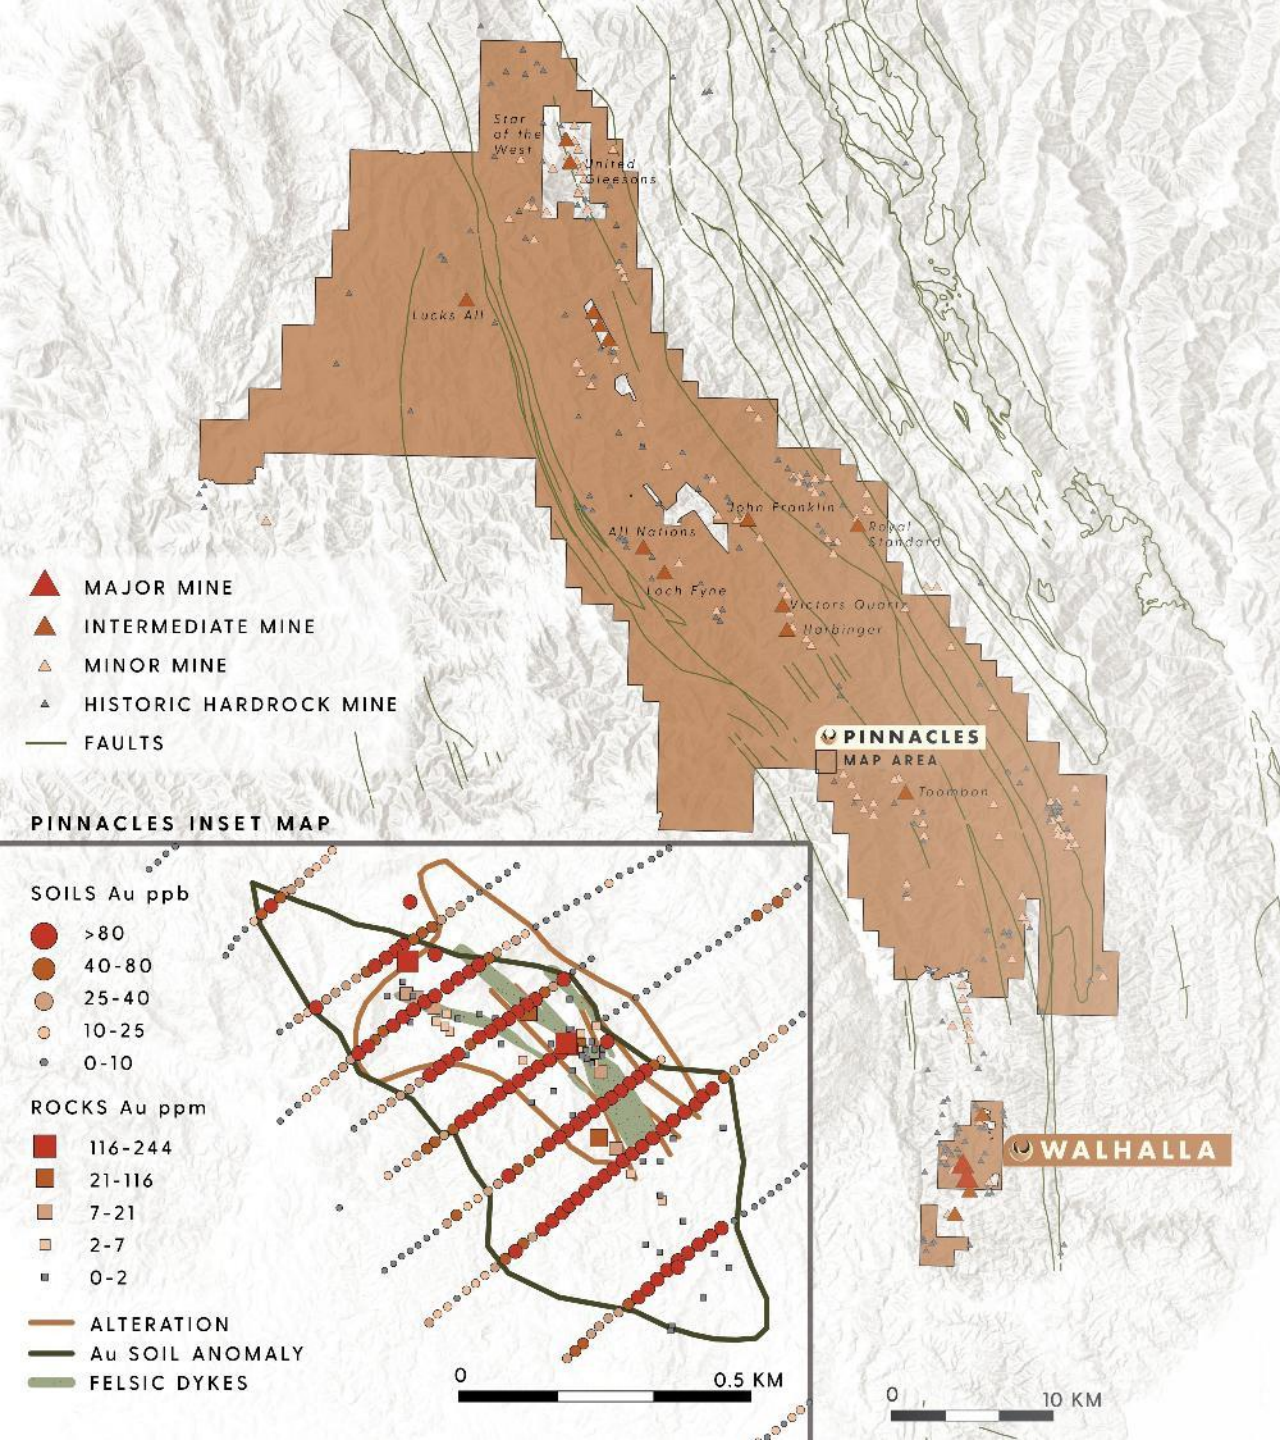 Star
of the
West
United
Gleesons
Lucks All
John Franklin
All Nations
Royal
Standard
Loch Fyne
Victors Quartz
Harbinger
MAJOR MINE
INTERMEDIATE MINE
MINOR MINE
HISTORIC HARDROCK MINE
FAULTS
PINNACLES
MAP AREA
Toombon
PINNACLES INSET MAP
SOILS Au ppb
>80
40-80
25-40
10-25
0-10
ROCKS Au ppm
116-244
21-116
7-21
2-7
0-2
ALTERATION
Au SOIL ANOMALY
FELSIC DYKES
0 0.5 KM
WALHALLA
0 10 KM